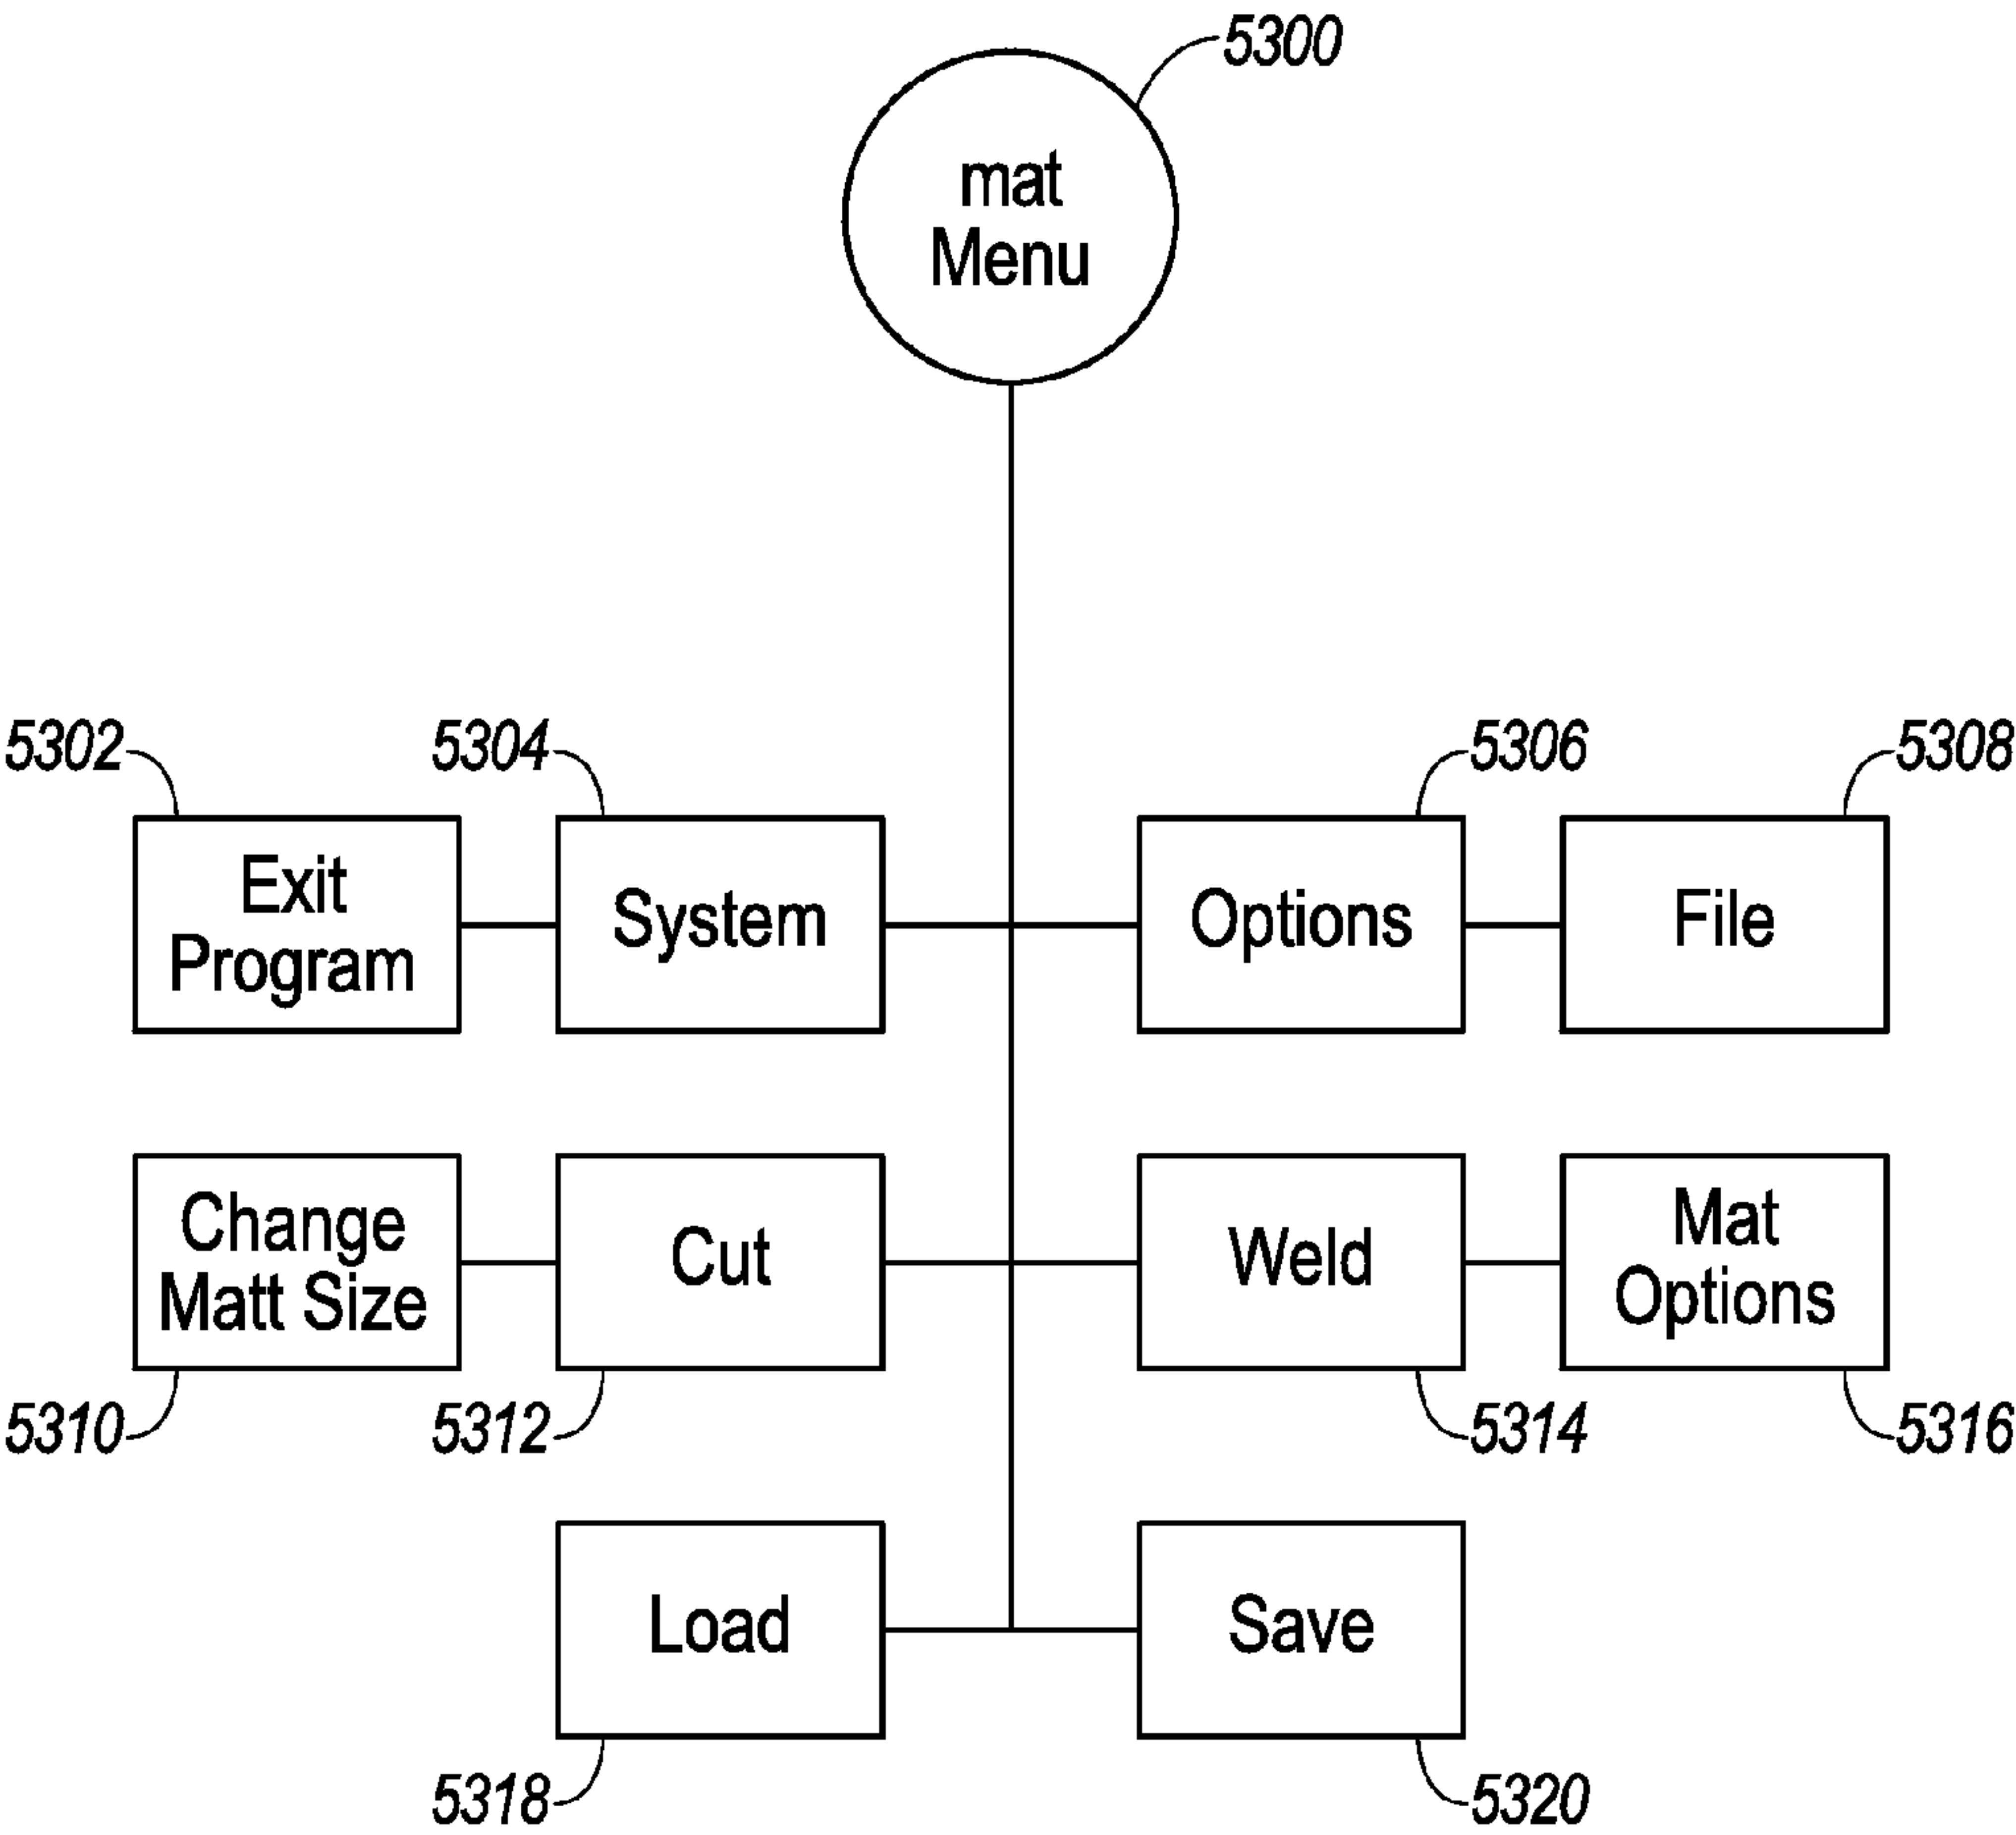 5300
mat
Menu
5302
5304
5306
5308
Exit
Program
System
Options
File
Change
Matt Size
Cut
Weld
Mat
Options
5310
5312
5314
5316
Load
Save
5318
5320